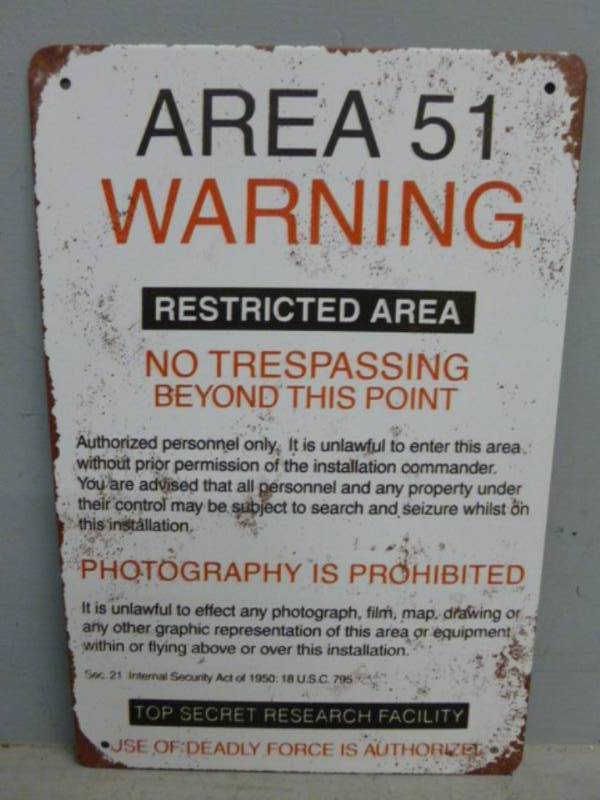 AREA 51
WARNING
RESTRICTED AREA
NO TRESPASSING
BEYOND THIS POINT
Authorized personnel only. It is unlawful to enter this area
without prior permission of the installation commander.
You are advised that all personnel and any property under
their control may be subject to search and seizure whilst on
this installation.
PHOTOGRAPHY IS PROHIBITED
It is unlawful to effect any photograph, film, map, drawing or
any other graphic representation of this area or equipment
within or flying above or over this installation.
Sec. 21 Internal Security Act of 1950: 18 U.S.C. 795
TOP SECRET RESEARCH FACILITY
USE OF DEADLY FORCE IS AUTHORIZED